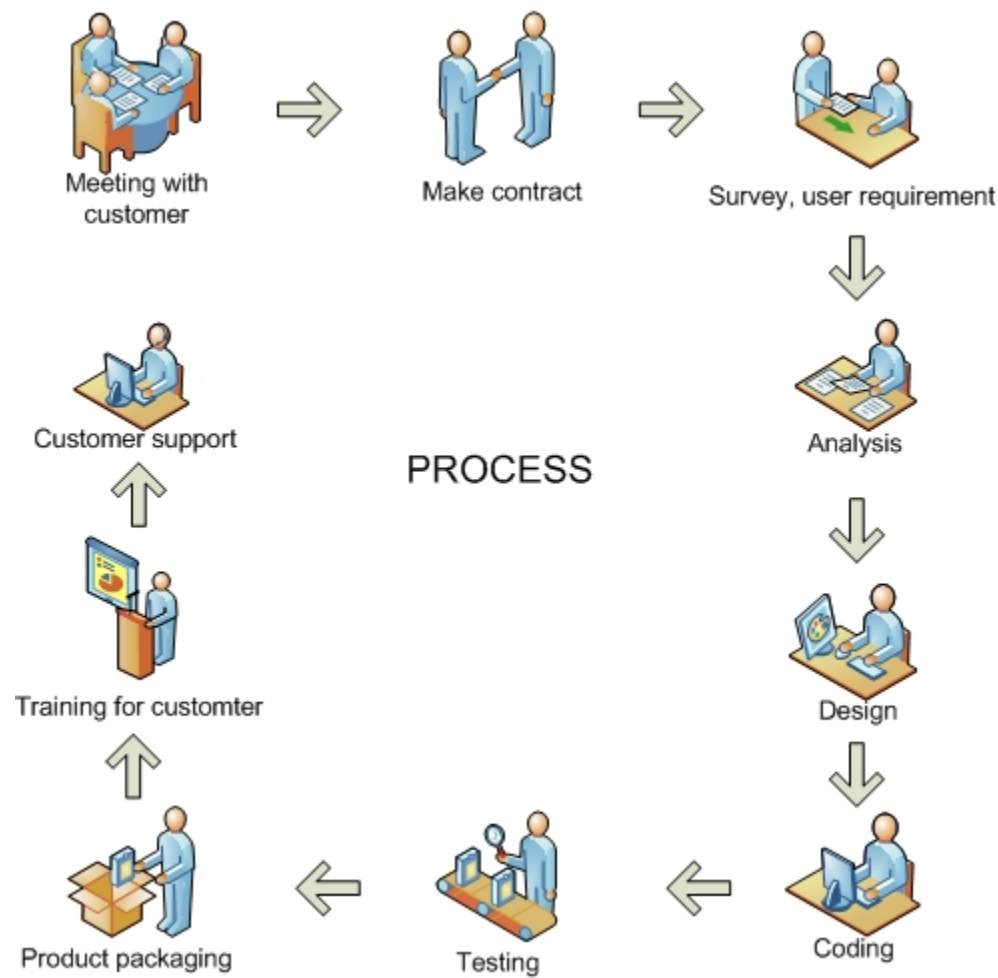 Meeting with
customer
Make contract
Survey, user requirement
Analysis
Design
Coding
Testing
Product packaging
Training for customter
Customer support
PROCESS